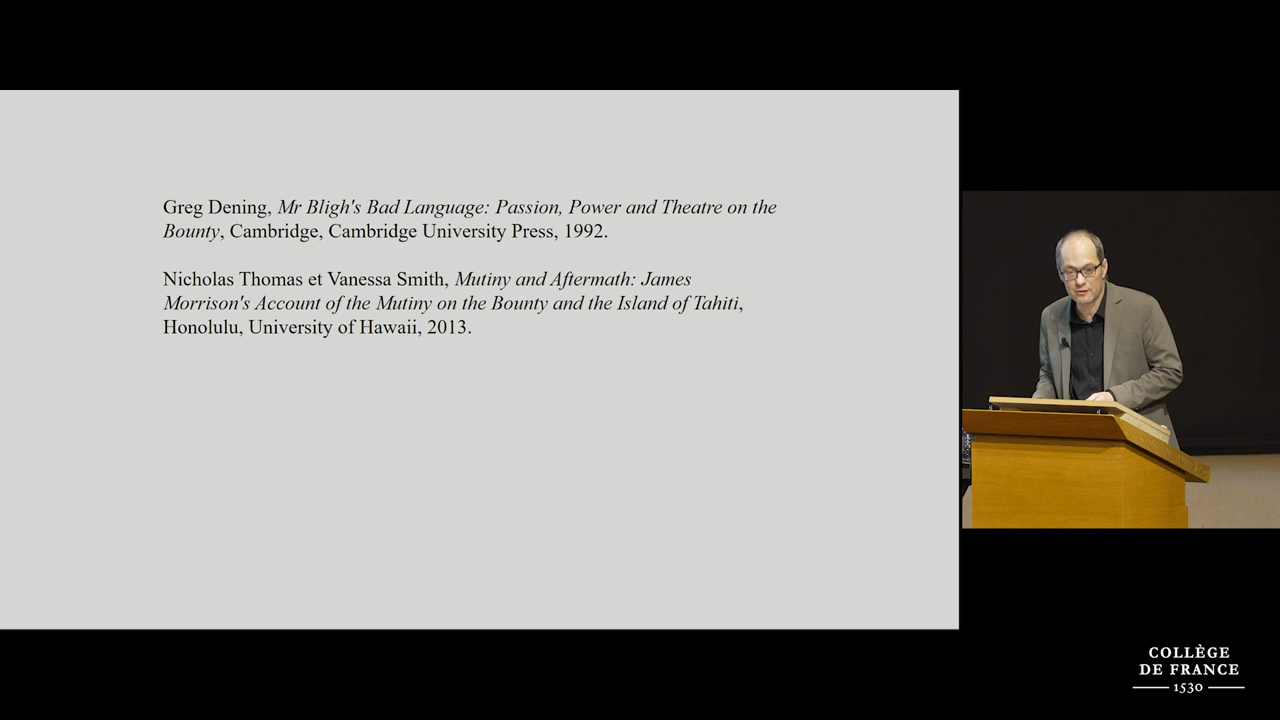 Greg Dening, Mr Bligh's Bad Language: Passion, Power and Theatre on the
Bounty, Cambridge, Cambridge University Press, 1992.
Nicholas Thomas et Vanessa Smith, Mutiny and Aftermath: James
Morrison's Account of the Mutiny on the Bounty and the Island of Tahiti,
Honolulu, University of Hawaii, 2013.
COLLÈGE
DE FRANCE
1530